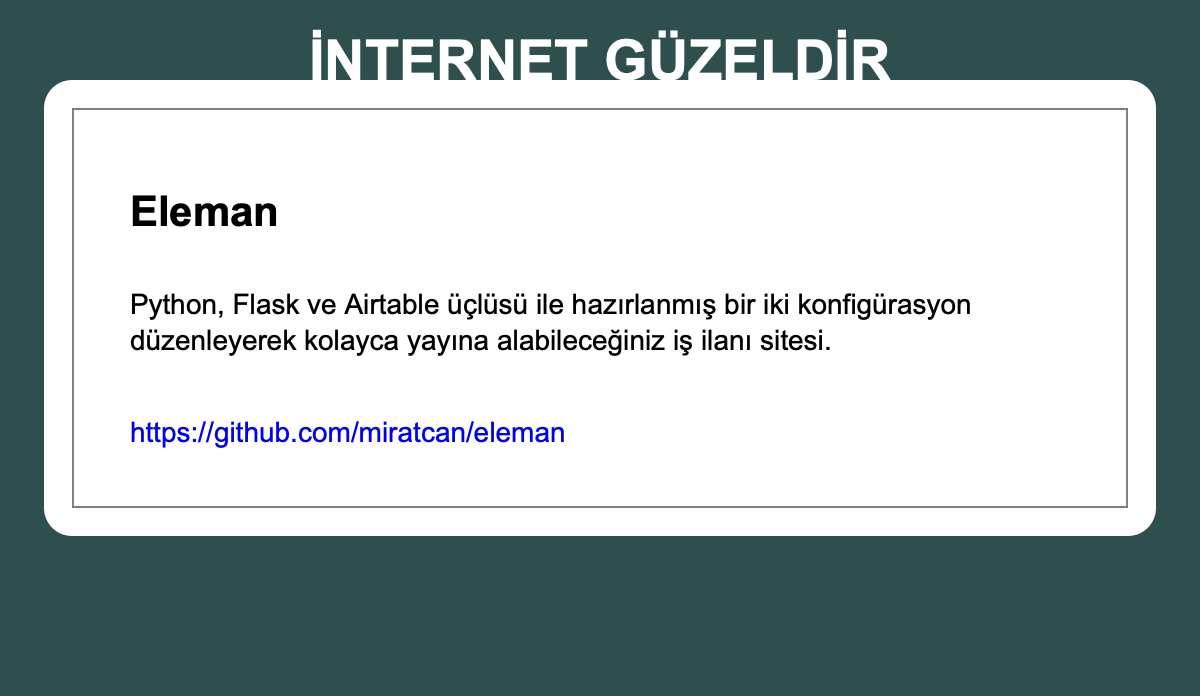 İNTERNET GÜZELDİR
Eleman
Python, Flask ve Airtable üçlüsü ile hazırlanmış bir iki konfigürasyon
düzenleyerek kolayca yayına alabileceğiniz iş ilanı sitesi.
https://github.com/miratcan/eleman